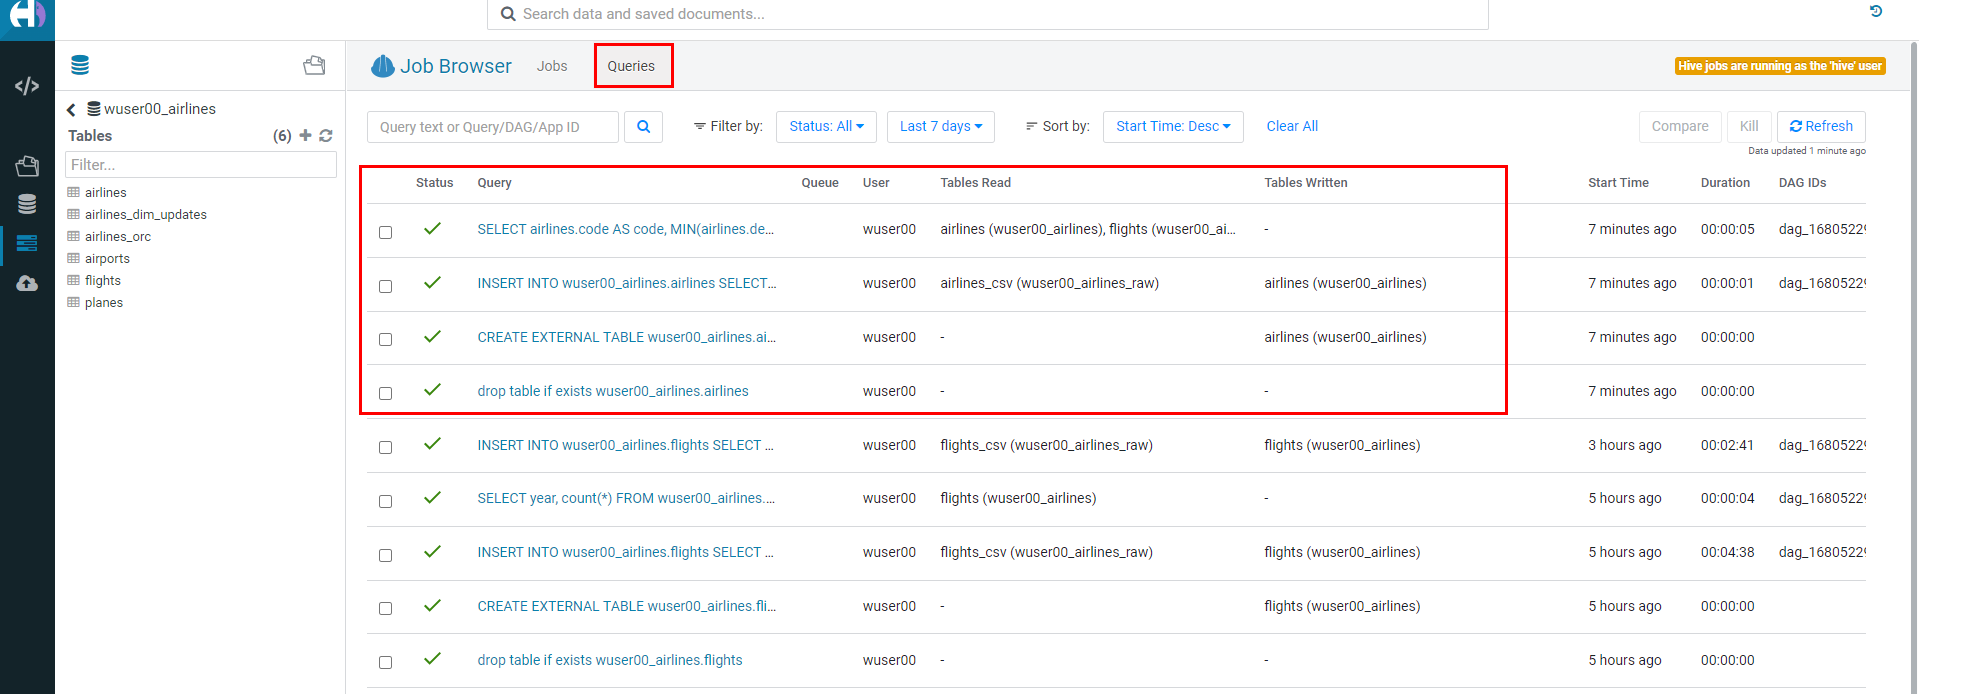 Search data and saved documents...
wuser00_airlines
Tables (6)
Filter...
airlines
airlines_dim_updates
airlines_orc
airports
flights
planes
Job Browser Jobs Queries Hive jobs are running as the 'hive' user
Query text or Query/DAG/App ID Filter by: Status: All Last 7 days Sort by: Start Time: Desc Clear All Compare Kill Refresh
Data updated 1 minute ago
Status Query Queue User Tables Read Tables Written Start Time Duration DAG IDs
SELECT airlines.code AS code, MIN(airlines.de... wuser00 airlines (wuser00_airlines), flights (wuser00_ai... - 7 minutes ago 00:00:05 dag_16805229
INSERT INTO wuser00_airlines.airlines SELECT... wuser00 airlines_csv (wuser00_airlines_raw) airlines (wuser00_airlines) 7 minutes ago 00:00:01 dag_16805229
CREATE EXTERNAL TABLE wuser00_airlines.ai... wuser00 - airlines (wuser00_airlines) 7 minutes ago 00:00:00
drop table if exists wuser00_airlines.airlines wuser00 - - 7 minutes ago 00:00:00
INSERT INTO wuser00_airlines.flights SELECT ... wuser00 flights_csv (wuser00_airlines_raw) flights (wuser00_airlines) 3 hours ago 00:02:41 dag_16805229
SELECT year, count(*) FROM wuser00_airlines.... wuser00 flights (wuser00_airlines) - 5 hours ago 00:00:04 dag_16805229
INSERT INTO wuser00_airlines.flights SELECT ... wuser00 flights_csv (wuser00_airlines_raw) flights (wuser00_airlines) 5 hours ago 00:04:38 dag_16805229
CREATE EXTERNAL TABLE wuser00_airlines.fli... wuser00 - flights (wuser00_airlines) 5 hours ago 00:00:00
drop table if exists wuser00_airlines.flights wuser00 - - 5 hours ago 00:00:00